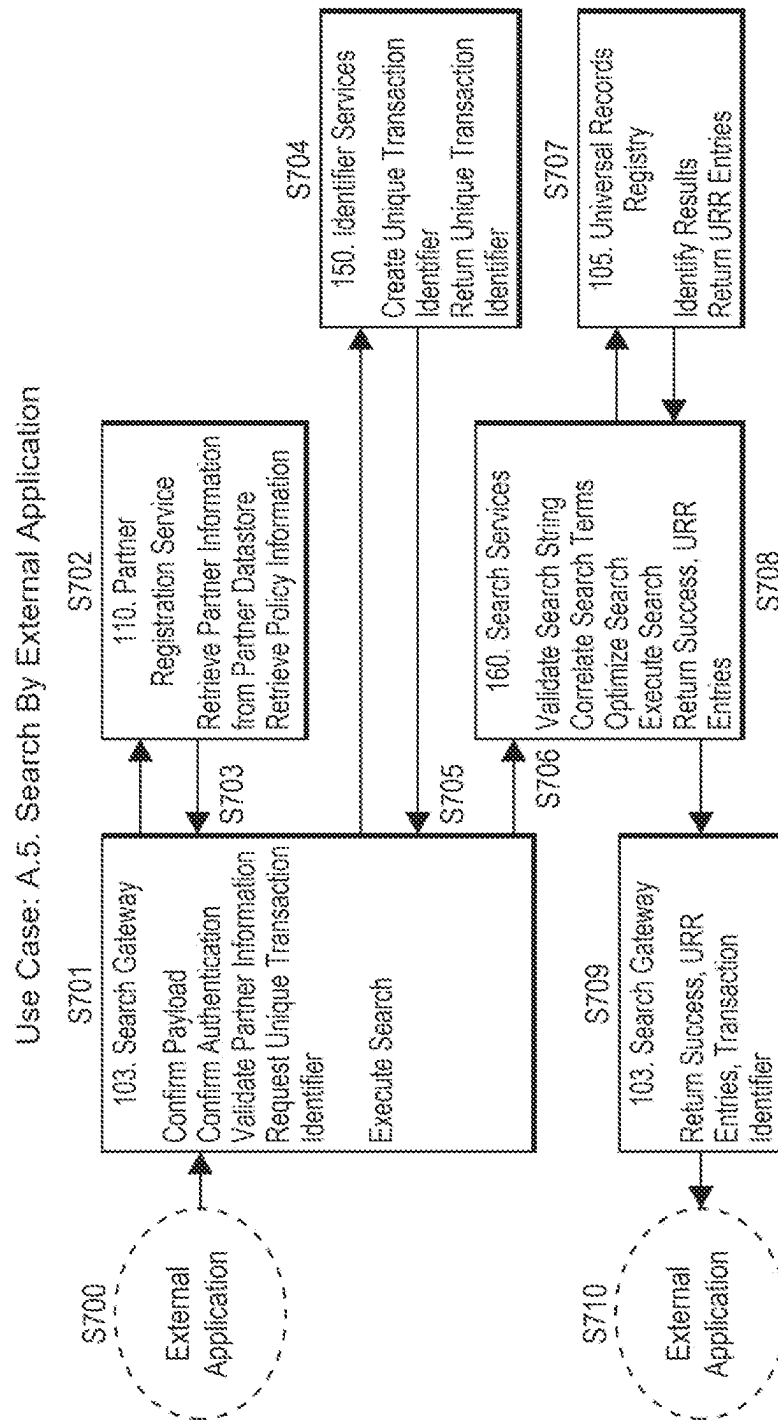 Use Case: A.5. Search By External Application
S700
External
Application
S701
103. Search Gateway
Confirm Payload
Confirm Authentication
Validate Partner Information
Request Unique Transaction
Identifier
Execute Search
S702
110. Partner
Registration Service
Retrieve Partner Information
from Partner Datastore
Retrieve Policy Information
S703
S704
150. Identifier Services
Create Unique Transaction
Identifier
Return Unique Transaction
Identifier
S705
S706
160. Search Services
Validate Search String
Correlate Search Terms
Optimize Search
Execute Search
Return Success, URR
Entries
S707
105. Universal Records
Registry
Identify Results
Return URR Entries
S708
S709
103. Search Gateway
Return Success, URR
Entries, Transaction
Identifier
S710
External
Application